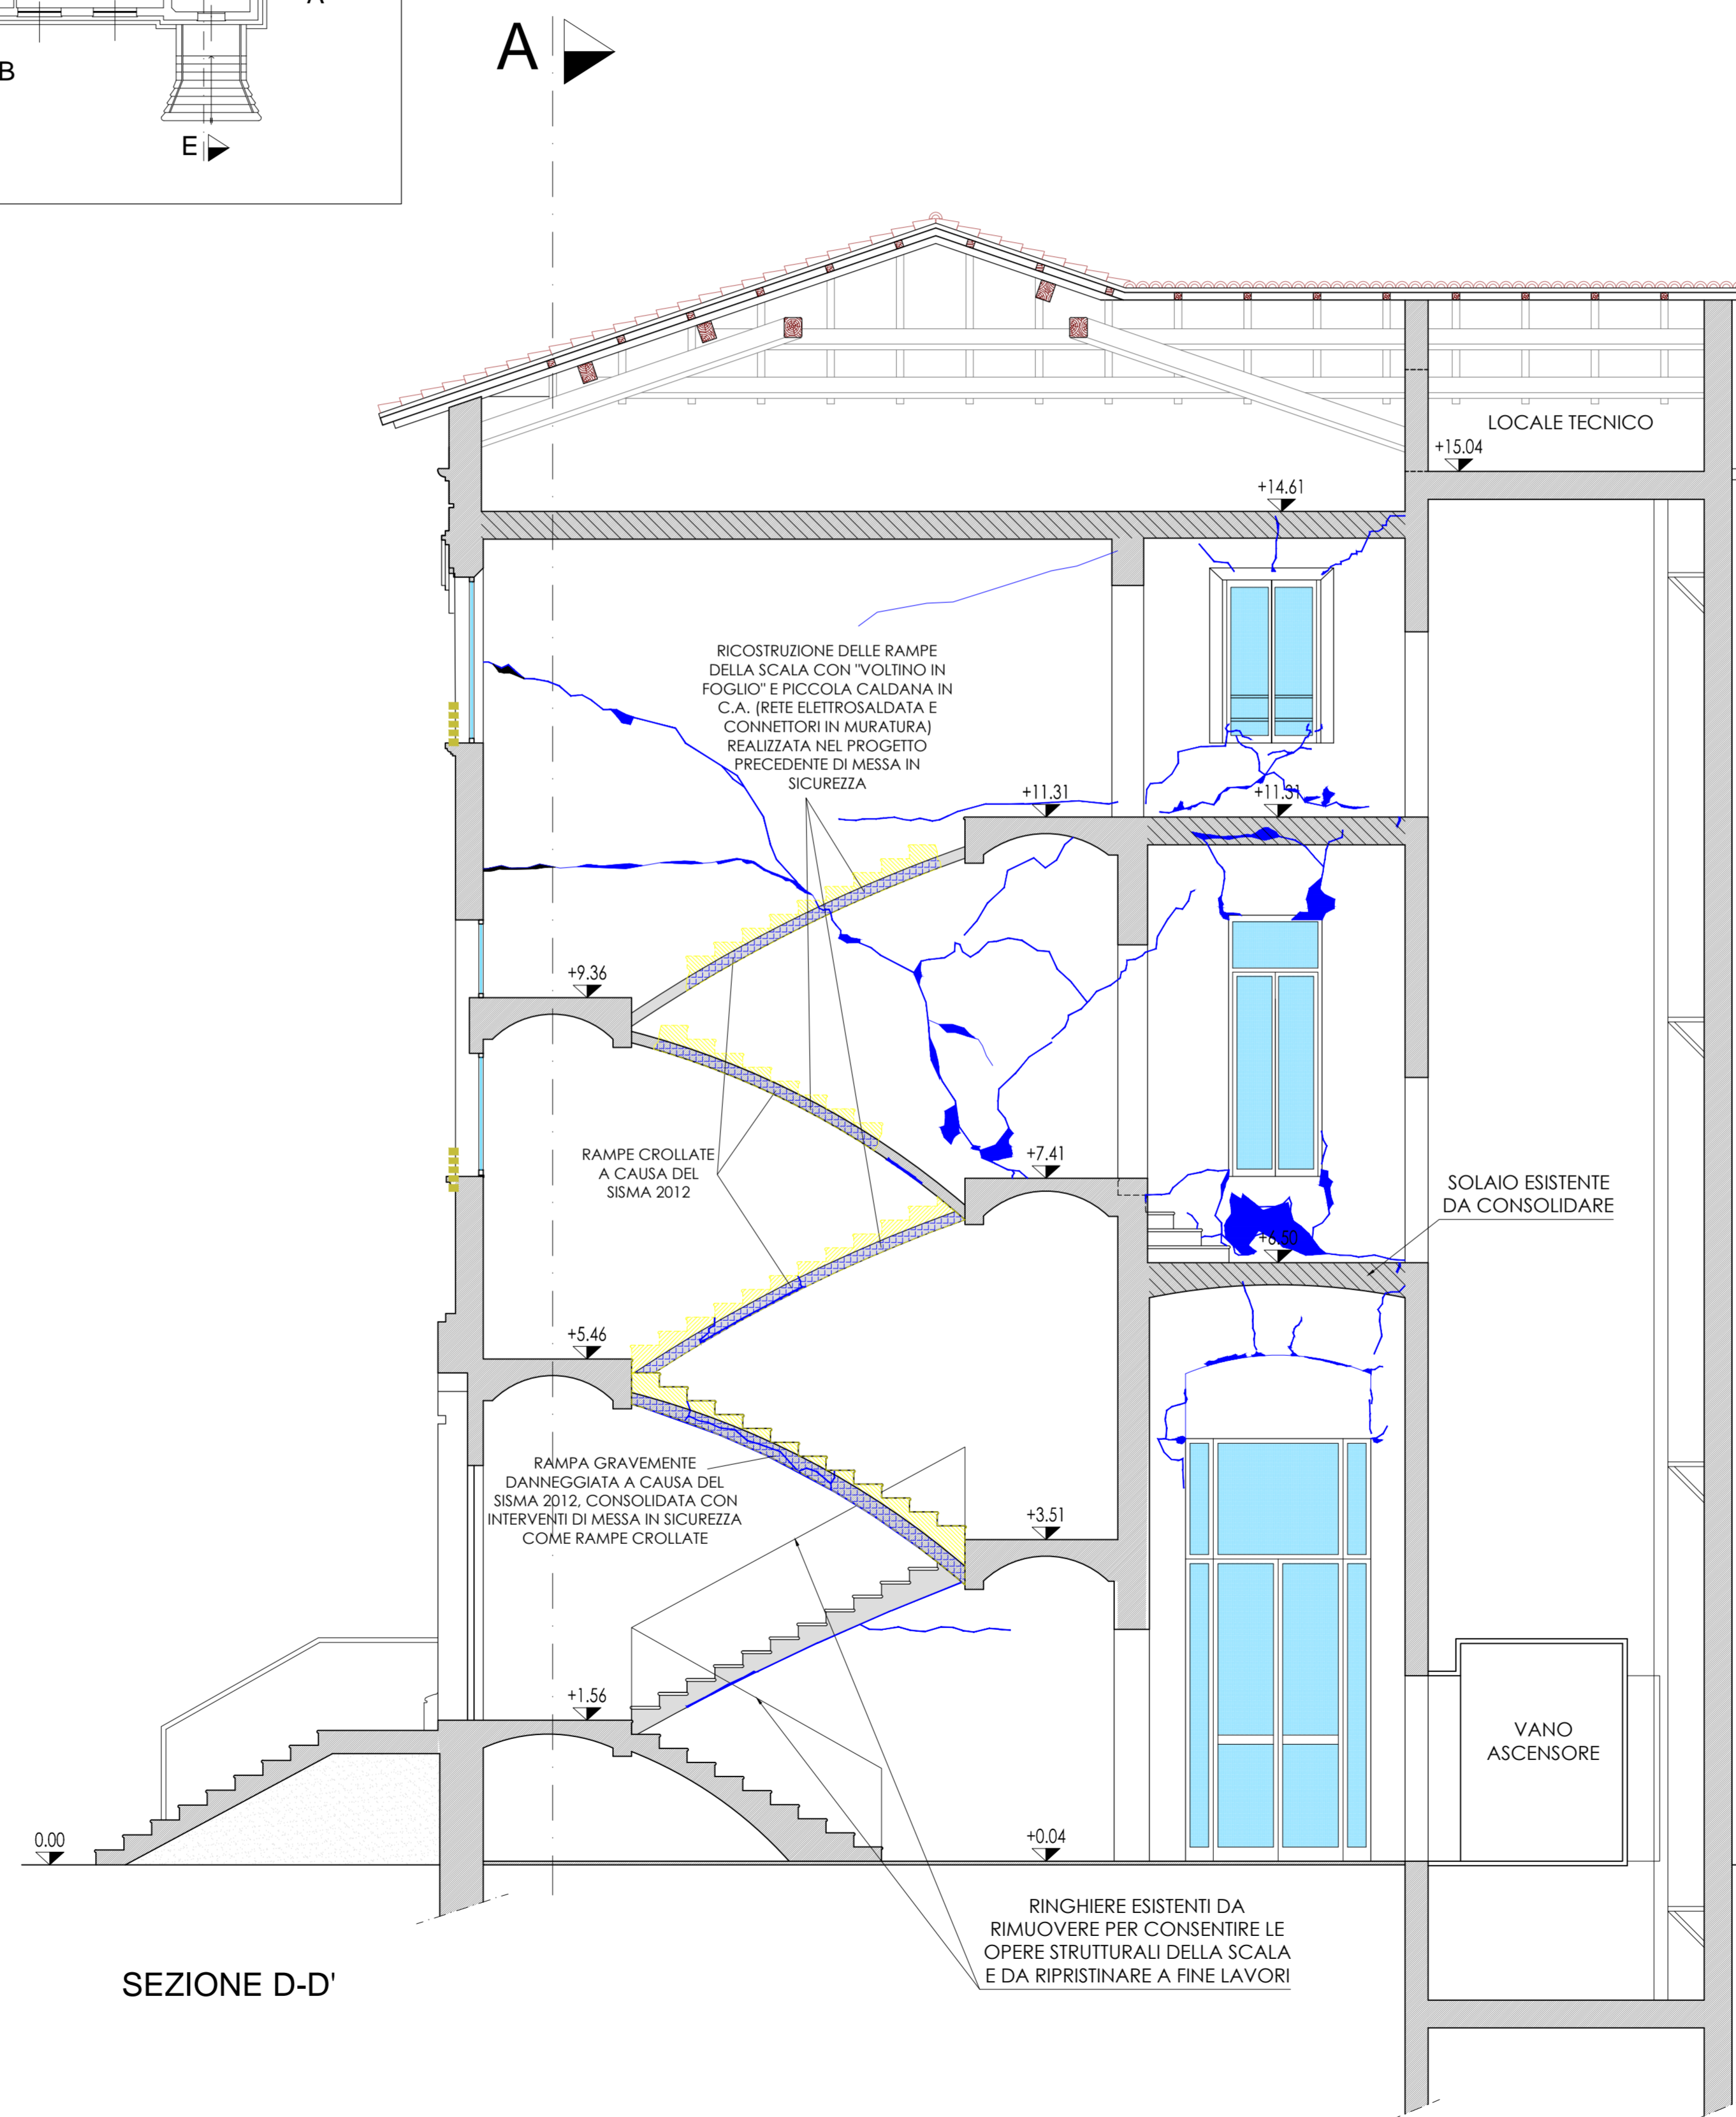 A
B
E
A
LOCALE TECNICO
+15.04
+14.61
RICOSTRUZIONE DELLE RAMPE
DELLA SCALA CON "VOLTINO IN
FOGLIO" E PICCOLA CALDANA IN
C.A. (RETE ELETTROSALDATA E
CONNETTORI IN MURATURA)
REALIZZATA NEL PROGETTO
PRECEDENTE DI MESSA IN
SICUREZZA
+11.31
+11.31
+9.36
RAMPE CROLLATE
A CAUSA DEL
SISMA 2012
+7.41
SOLAIO ESISTENTE
DA CONSOLIDARE
+6.50
+5.46
RAMPA GRAVEMENTE
DANNEGGIATA A CAUSA DEL
SISMA 2012, CONSOLIDATA CON
INTERVENTI DI MESSA IN SICUREZZA
COME RAMPE CROLLATE
+3.51
+1.56
VANO
ASCENSORE
0.00
+0.04
RINGHIERE ESISTENTI DA
RIMUOVERE PER CONSENTIRE LE
OPERE STRUTTURALI DELLA SCALA
E DA RIPRISTINARE A FINE LAVORI
SEZIONE D-D'